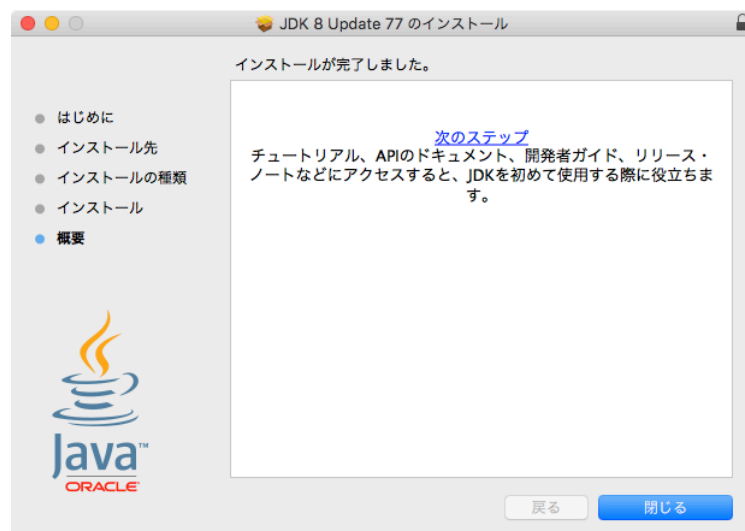 JDK 8 Update 77 のインストール
インストールが完了しました。
はじめに
インストール先
インストールの種類
インストール
概要
次のステップ
チュートリアル、APIのドキュメント、開発者ガイド、リリース・
ノートなどにアクセスすると、JDKを初めて使用する際に役立ちま
す。
Java™
ORACLE
戻る
閉じる